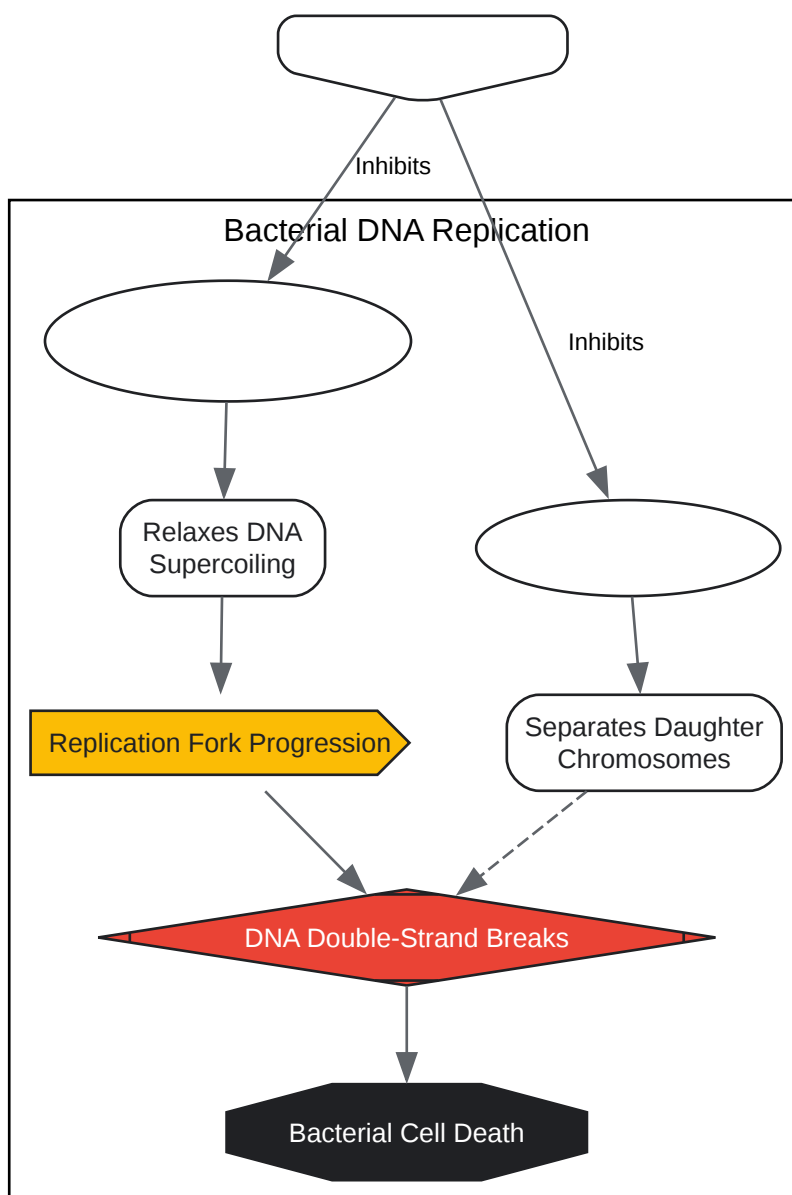 Inhibits
Bacterial DNA Replication
Inhibits
Relaxes DNA
Supercoiling
Replication Fork Progression
Separates Daughter
Chromosomes
DNA Double-Strand Breaks
Bacterial Cell Death